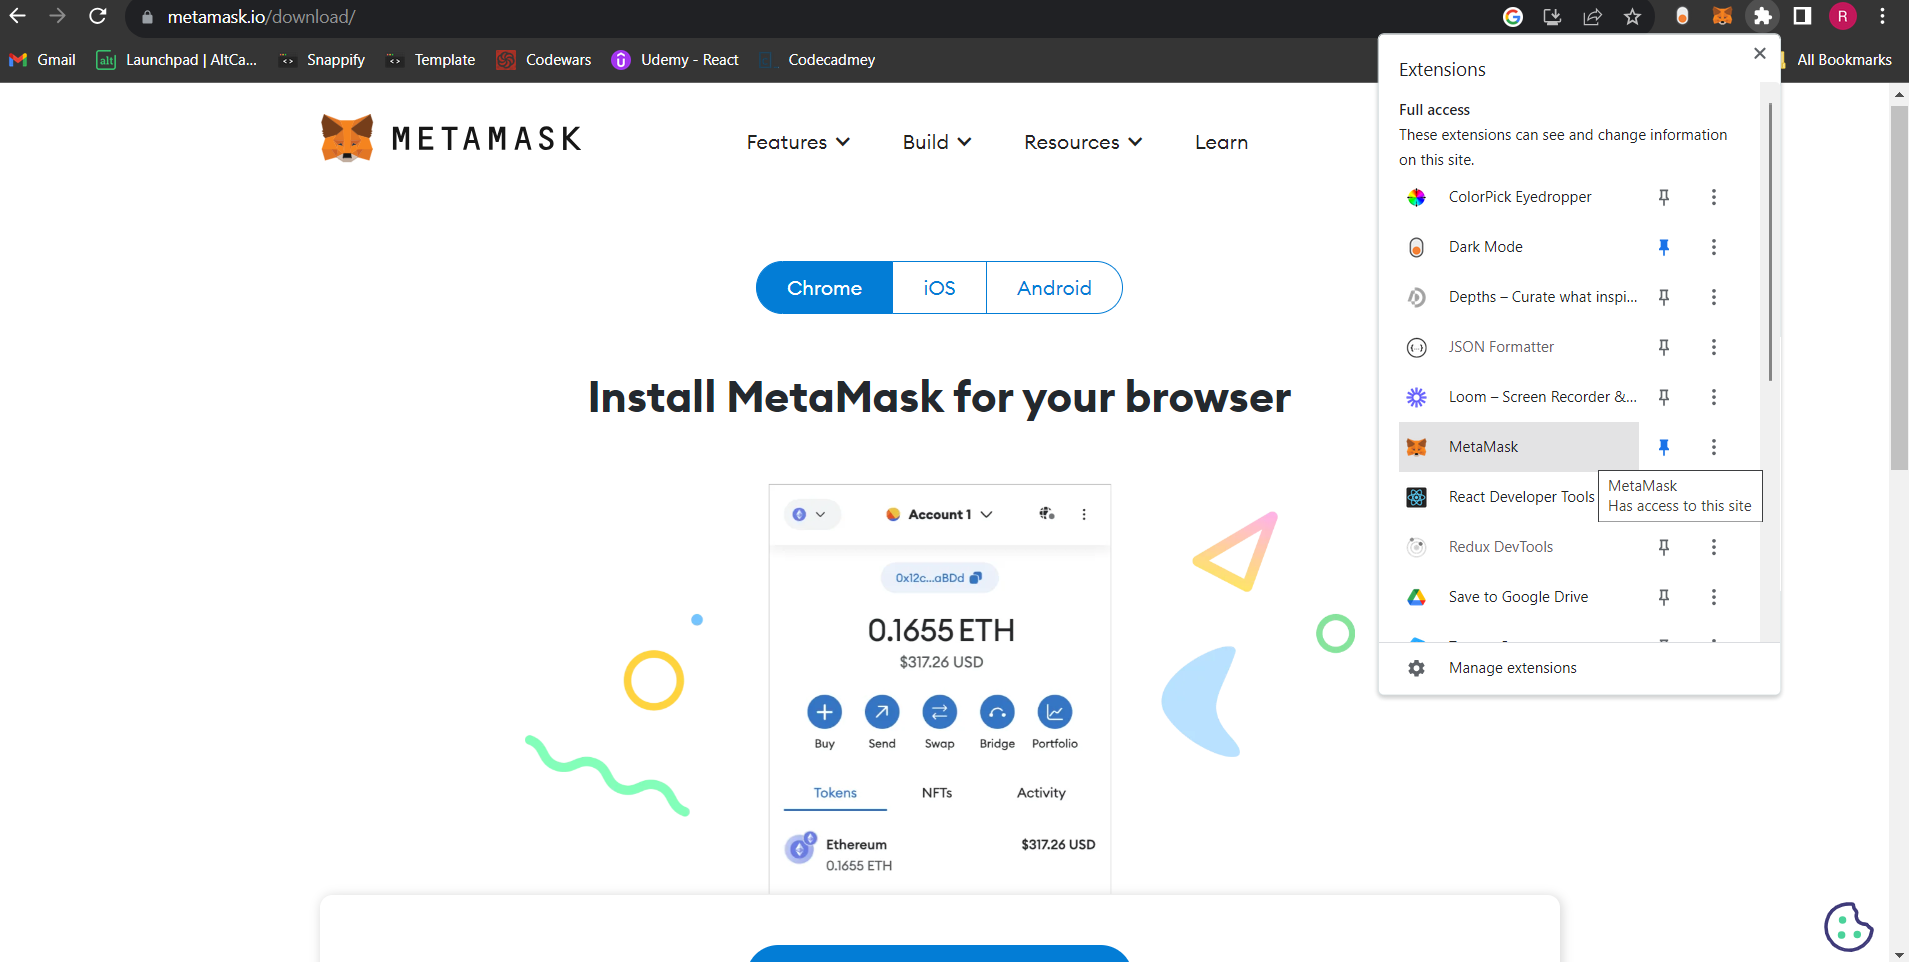 metamask.io/download/
R
Gmail
alt Launchpad | AltCa...
Snappify
Template
Codewars
Udemy - React
Codecadmey
All Bookmarks
METAMASK
Features
Build
Resources
Learn
Chrome
iOS
Android
Install MetaMask for your browser
Account 1
0x12c...aBDd
0.1655 ETH
$317.26 USD
Buy
Send
Swap
Bridge
Portfolio
Tokens
NFTs
Activity
Ethereum
$317.26 USD
0.1655 ETH
Extensions
Full access
These extensions can see and change information
on this site.
ColorPick Eyedropper
Dark Mode
Depths – Curate what inspi...
JSON Formatter
Loom – Screen Recorder &...
MetaMask
React Developer Tools
MetaMask
Has access to this site
Redux DevTools
Save to Google Drive
Manage extensions